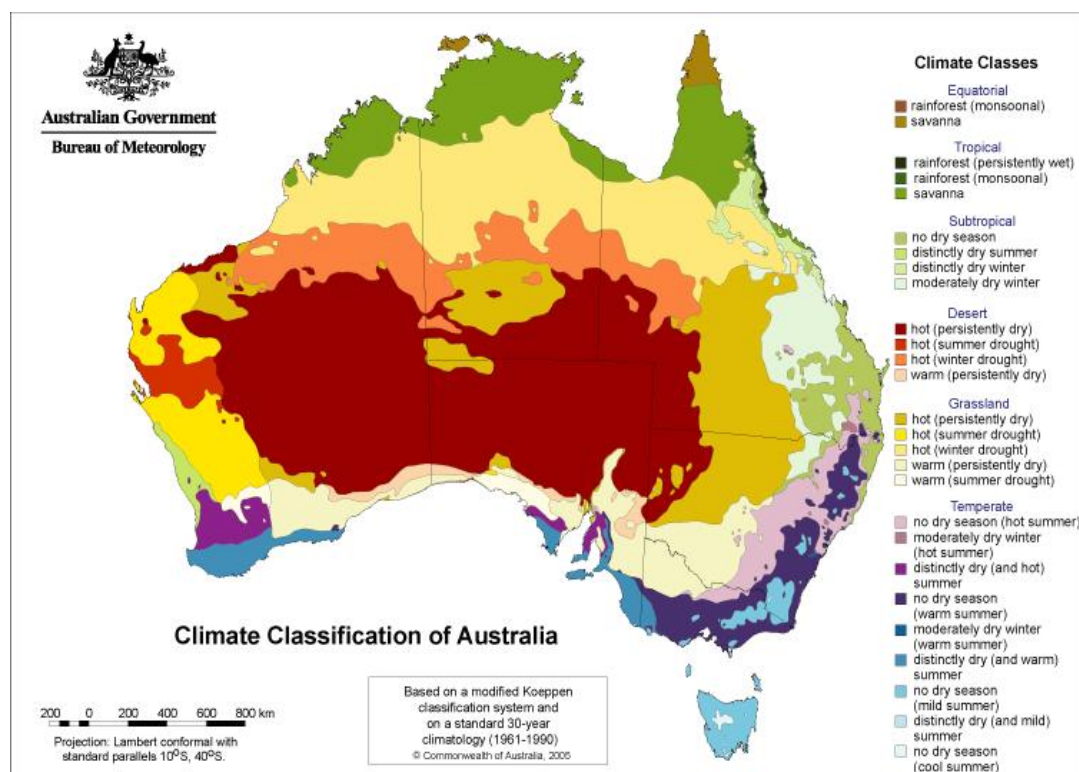 Australian Government
Bureau of Meteorology
Climate Classes
Equatorial
rainforest (monsoonal)
savanna
Tropical
rainforest (persistently wet)
rainforest (monsoonal)
savanna
Subtropical
no dry season
distinctly dry summer
distinctly dry winter
moderately dry winter
Desert
hot (persistently dry)
hot (summer drought)
hot (winter drought)
warm (persistently dry)
Grassland
hot (persistently dry)
hot (summer drought)
hot (winter drought)
warm (persistently dry)
warm (summer drought)
Temperate
no dry season (hot summer)
moderately dry winter
(hot summer)
distinctly dry (and hot)
summer
no dry season
(warm summer)
moderately dry winter
(warm summer)
distinctly dry (and warm)
summer
no dry season
(mild summer)
distinctly dry (and mild)
summer
no dry season
(cool summer)
Climate Classification of Australia
Based on a modified Koeppen
classification system and
on a standard 30-year
climatology (1961-1990)
© Commonwealth of Australia, 2005
200 0 200 400 600 800 km
Projection: Lambert conformal with
standard parallels 10°S, 40°S.